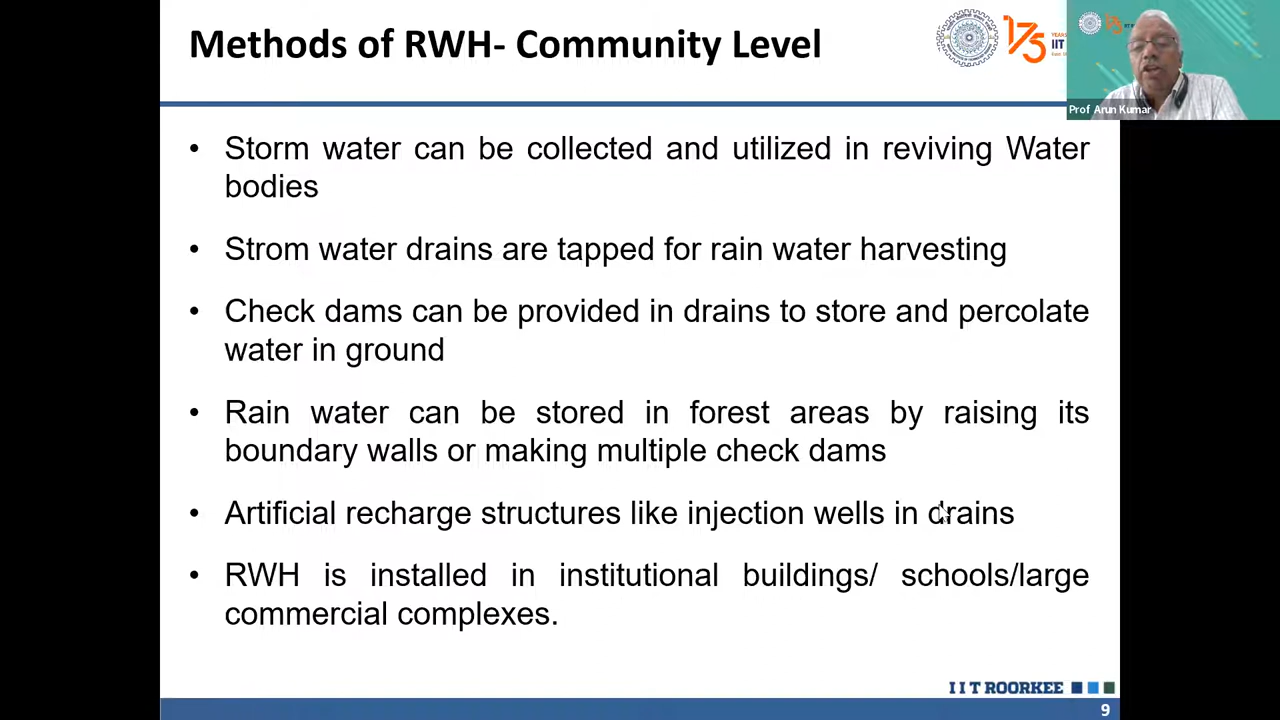 Methods of RWH- Community Level
175
YEARS
IIT
Prof Arun Kumar
• Storm water can be collected and utilized in reviving Water
bodies
• Strom water drains are tapped for rain water harvesting
• Check dams can be provided in drains to store and percolate
water in ground
• Rain water can be stored in forest areas by raising its
boundary walls or making multiple check dams
• Artificial recharge structures like injection wells in drains
• RWH is installed in institutional buildings/ schools/large
commercial complexes.
IIT ROORKEE
9